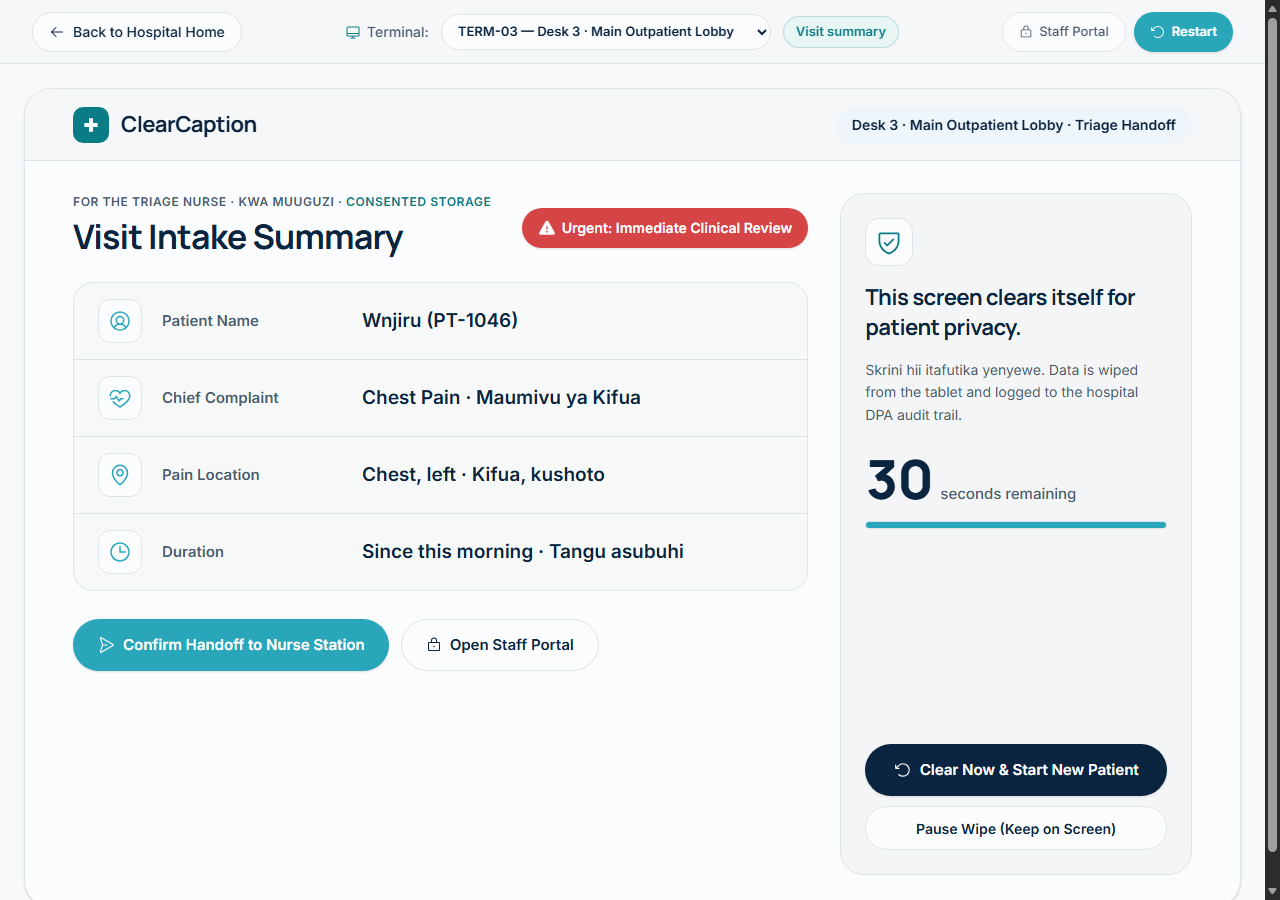 Back to Hospital Home
Terminal:
TERM-03 — Desk 3 · Main Outpatient Lobby
Visit summary
Staff Portal
Restart
ClearCaption
Desk 3 · Main Outpatient Lobby · Triage Handoff
FOR THE TRIAGE NURSE · KWA MUUGUZI · CONSENTED STORAGE
Visit Intake Summary
Urgent: Immediate Clinical Review
Patient Name
Wnjiru (PT-1046)
Chief Complaint
Chest Pain · Maumivu ya Kifua
Pain Location
Chest, left · Kifua, kushoto
Duration
Since this morning · Tangu asubuhi
Confirm Handoff to Nurse Station
Open Staff Portal
This screen clears itself for
patient privacy.
Skrini hii itafutika yenyewe. Data is wiped
from the tablet and logged to the hospital
DPA audit trail.
30 seconds remaining
Clear Now & Start New Patient
Pause Wipe (Keep on Screen)